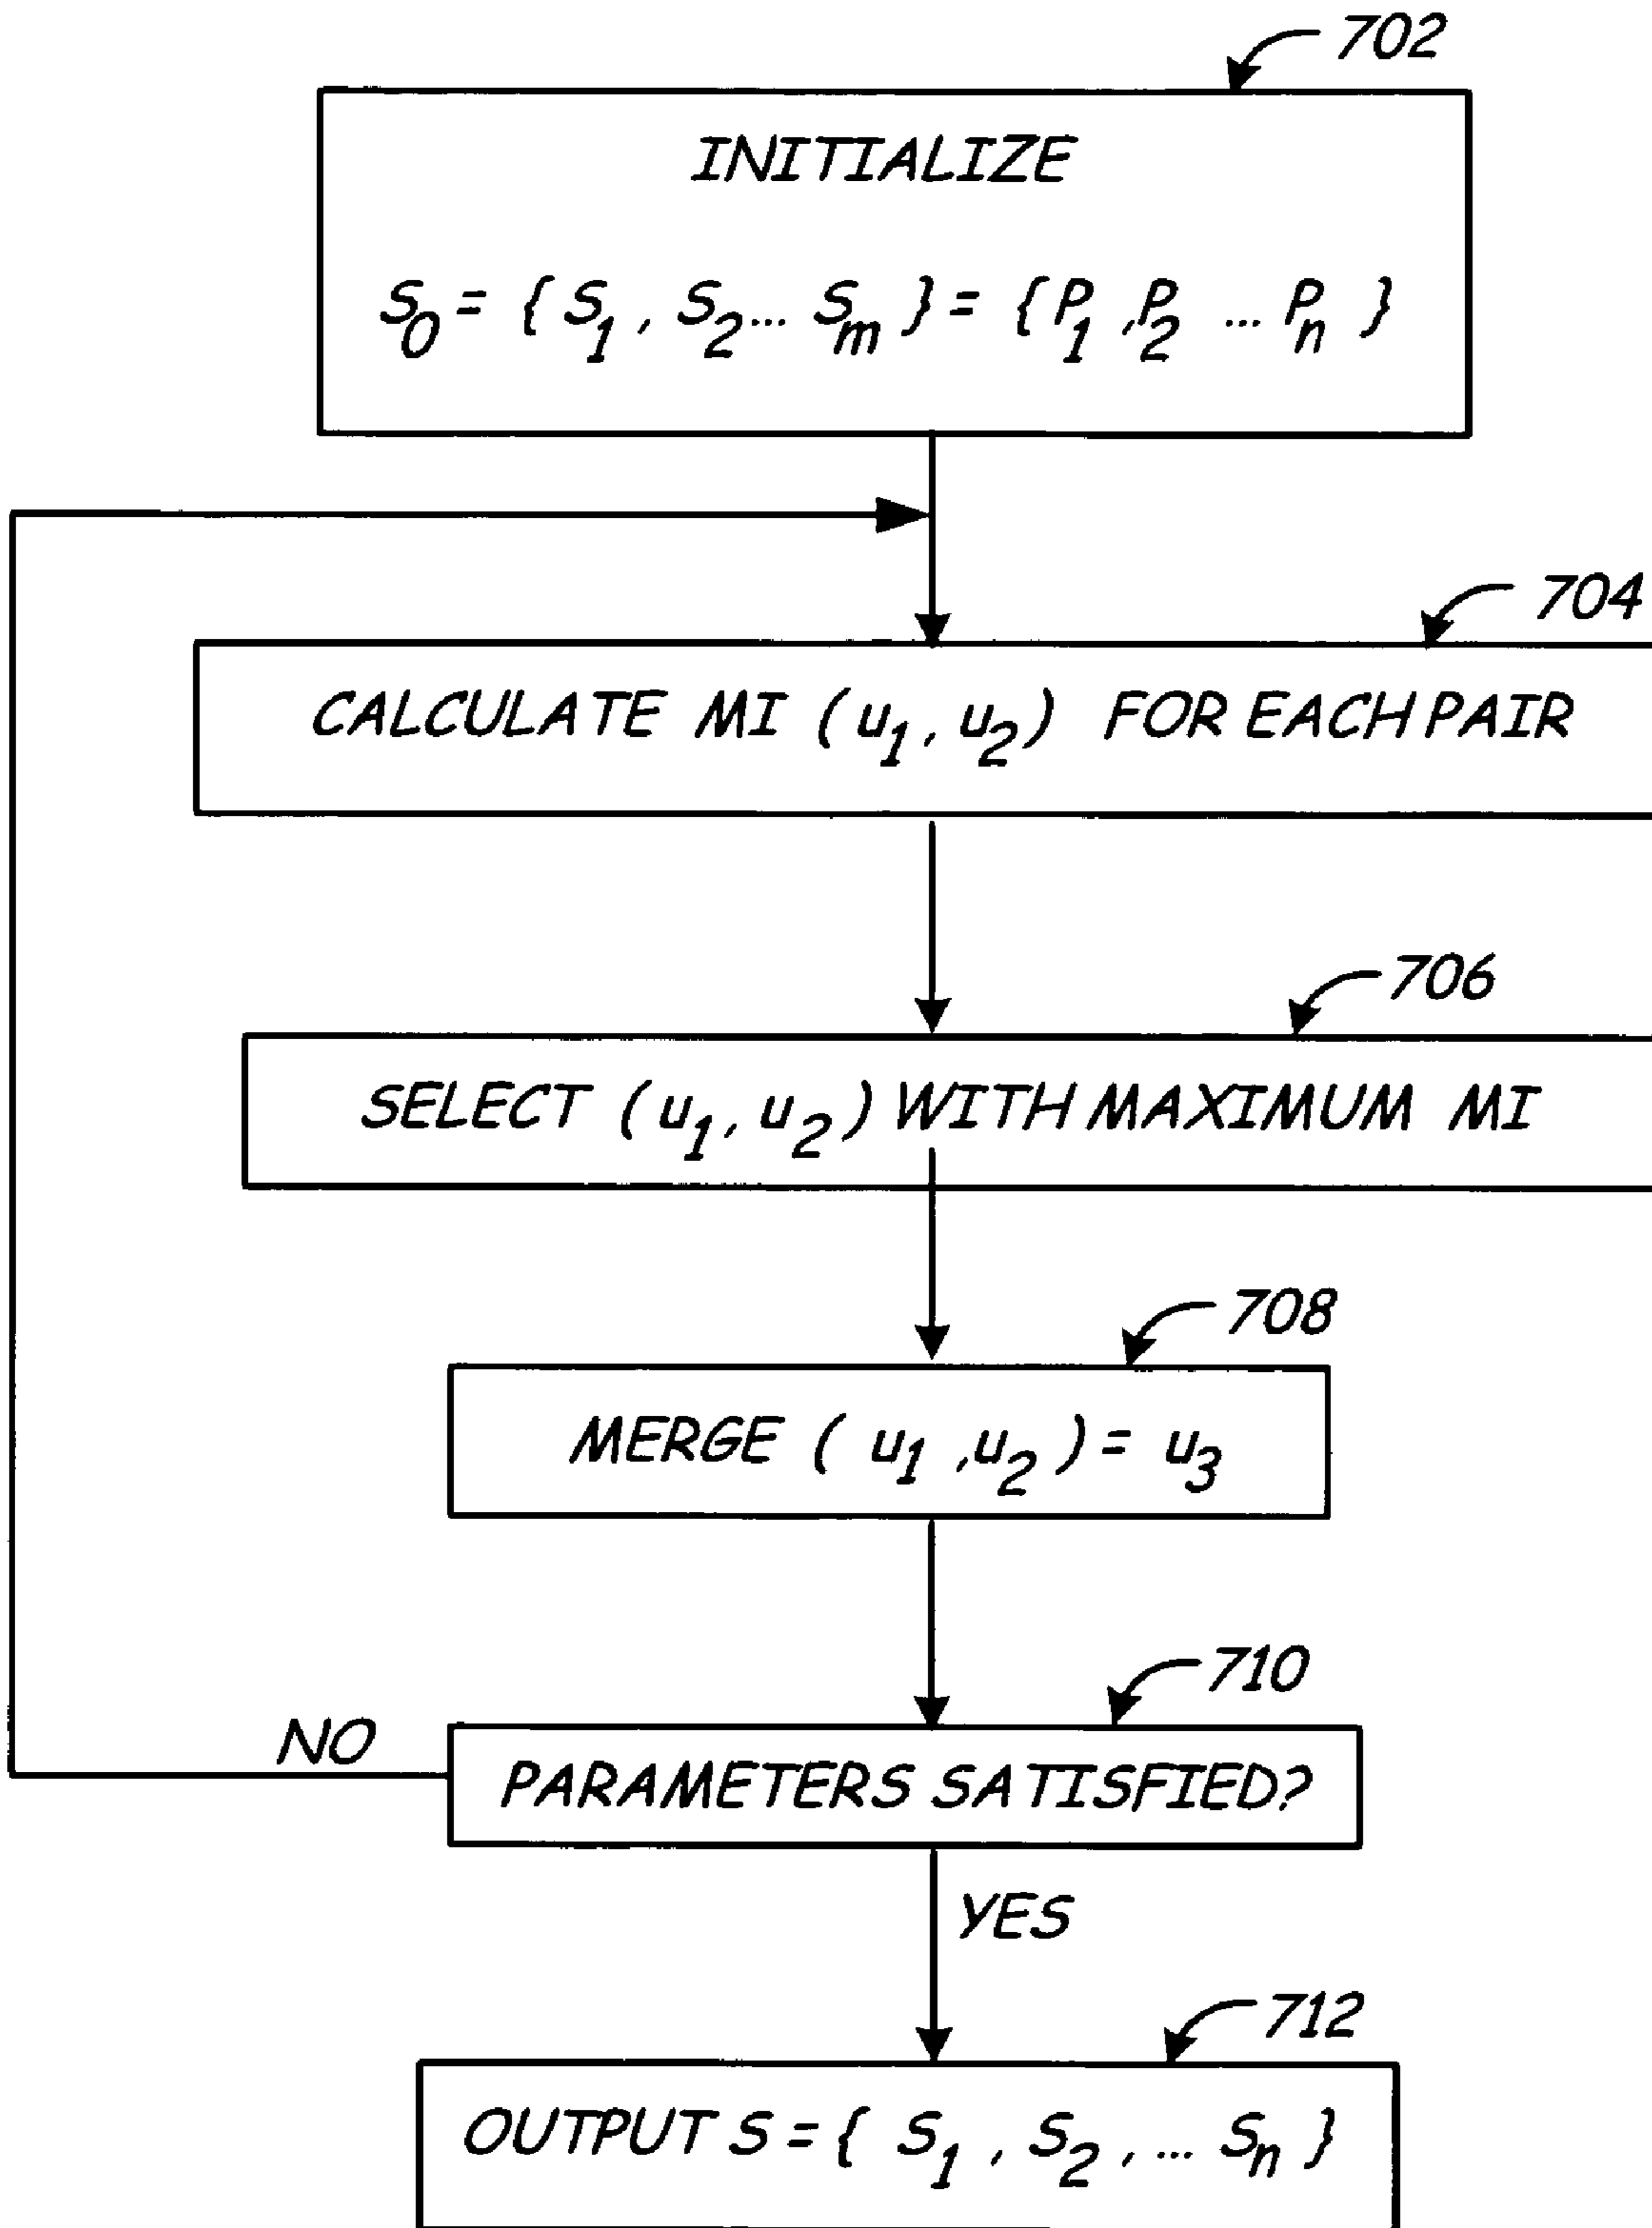 702
INITIALIZE
S0 = { S1 , S2 ... Sm } = { P1 , P2 ... Pn }
704
CALCULATE MI ( u1 , u2 ) FOR EACH PAIR
706
SELECT ( u1 , u2 ) WITH MAXIMUM MI
708
MERGE ( u1 , u2 ) = u3
710
NO
PARAMETERS SATISFIED?
YES
712
OUTPUT S = { S1 , S2 , ... Sn }